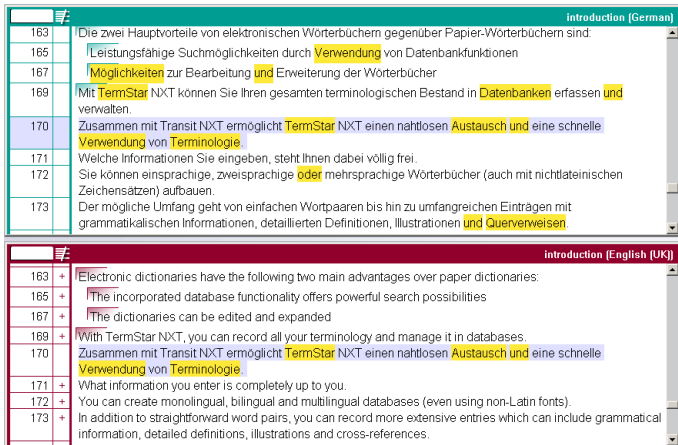 introduction (German)
163 Die zwei Hauptvorteile von elektronischen Wörterbüchern gegenüber Papier-Wörterbüchern sind:
165 Leistungsfähige Suchmöglichkeiten durch Verwendung von Datenbankfunktionen
167 Möglichkeiten zur Bearbeitung und Erweiterung der Wörterbücher
169 Mit TermStar NXT können Sie Ihren gesamten terminologischen Bestand in Datenbanken erfassen und
verwalten.
170 Zusammen mit Transit NXT ermöglicht TermStar NXT einen nahtlosen Austausch und eine schnelle
Verwendung von Terminologie.
171 Welche Informationen Sie eingeben, steht Ihnen dabei völlig frei.
172 Sie können einsprachige, zweisprachige oder mehrsprachige Wörterbücher (auch mit nichtlateinischen
Zeichensätzen) aufbauen.
173 Der mögliche Umfang geht von einfachen Wortpaaren bis hin zu umfangreichen Einträgen mit
grammatikalischen Informationen, detaillierten Definitionen, Illustrationen und Querverweisen.
introduction (English (UK))
163 + Electronic dictionaries have the following two main advantages over paper dictionaries:
165 + The incorporated database functionality offers powerful search possibilities
167 + The dictionaries can be edited and expanded
169 + With TermStar NXT, you can record all your terminology and manage it in databases.
170 Zusammen mit Transit NXT ermöglicht TermStar NXT einen nahtlosen Austausch und eine schnelle
Verwendung von Terminologie.
171 + What information you enter is completely up to you.
172 + You can create monolingual, bilingual and multilingual databases (even using non-Latin fonts).
173 + In addition to straightforward word pairs, you can record more extensive entries which can include grammatical
information, detailed definitions, illustrations and cross-references.